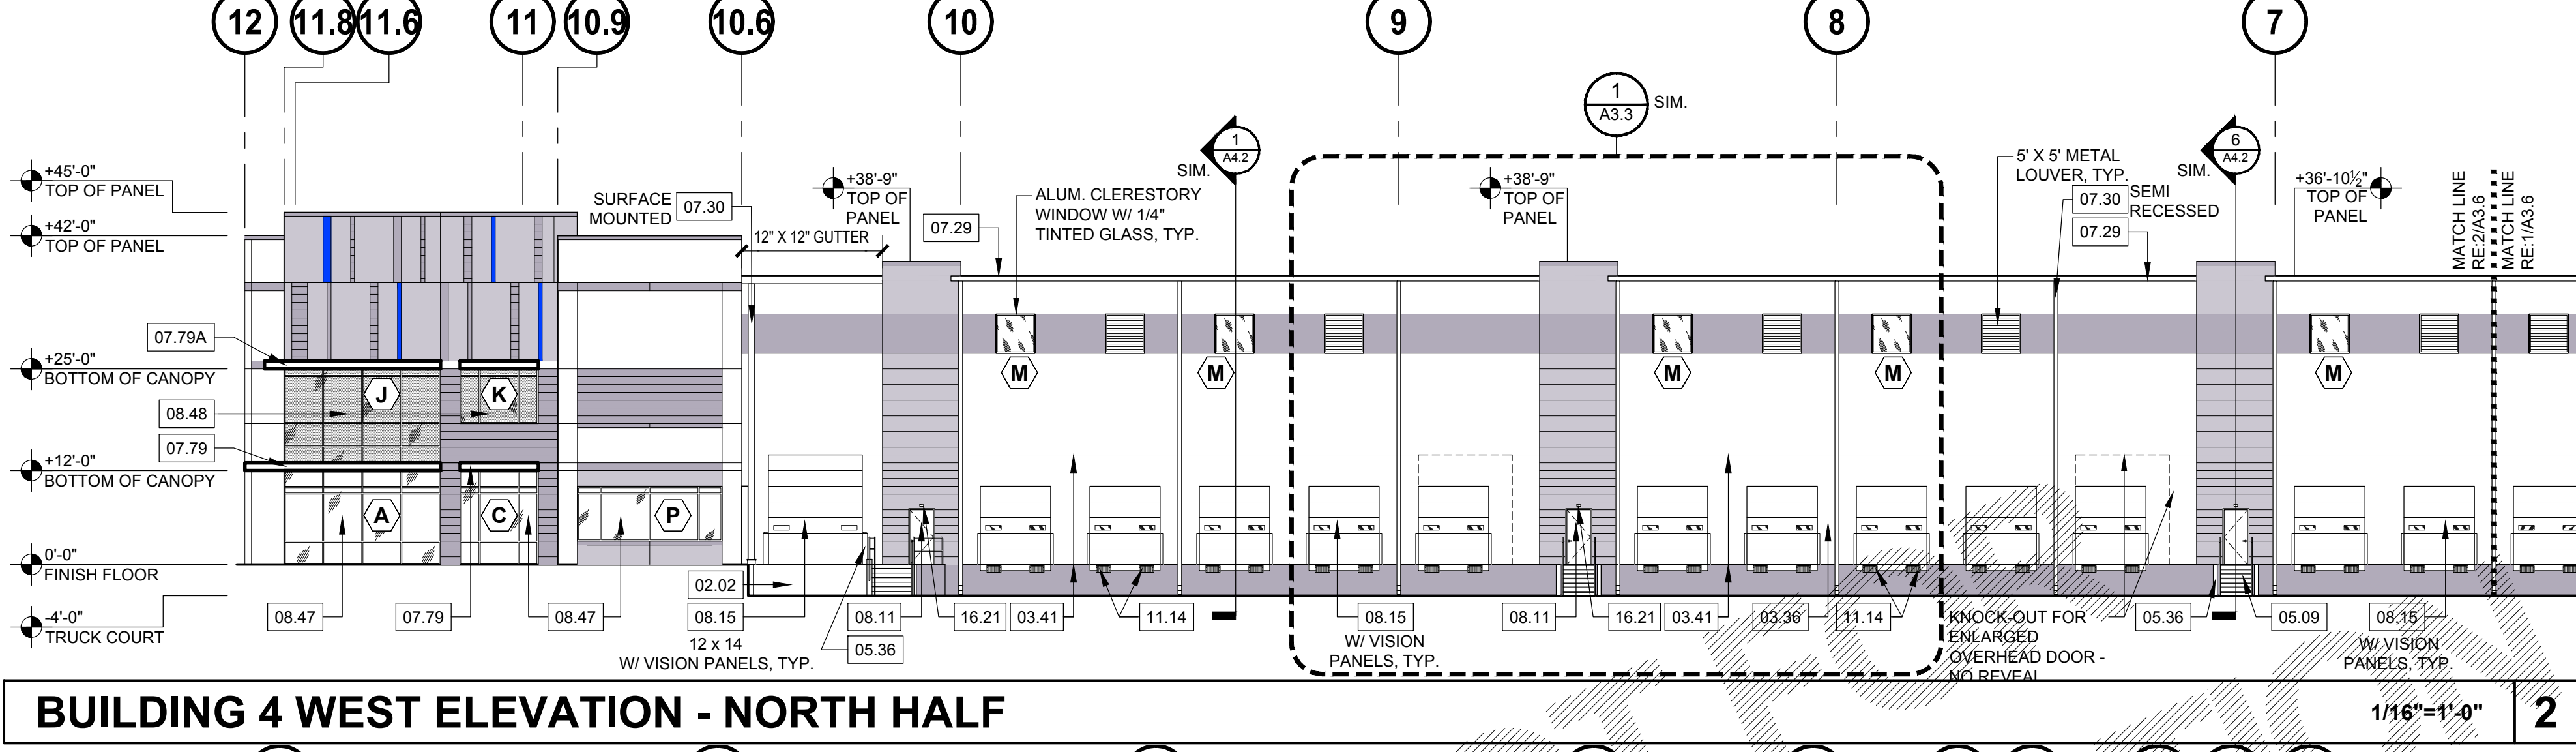 12
11.8
11.6
11
10.9
10.6
10
9
8
7
1
A3.3
SIM.
1
A4.2
SIM.
6
A4.2
SIM.
+45'-0"
TOP OF PANEL
+42'-0"
TOP OF PANEL
+25'-0"
BOTTOM OF CANOPY
+12'-0"
BOTTOM OF CANOPY
0'-0"
FINISH FLOOR
-4'-0"
TRUCK COURT
07.79A
08.48
07.79
SURFACE
MOUNTED
07.30
+38'-9"
TOP OF
PANEL
12" X 12" GUTTER
07.29
ALUM. CLERESTORY
WINDOW W/ 1/4"
TINTED GLASS, TYP.
+38'-9"
TOP OF
PANEL
5' X 5' METAL
LOUVER, TYP.
07.30
SEMI
RECESSED
07.29
+36'-10½"
TOP OF
PANEL
MATCH LINE
RE:2/A3.6
MATCH LINE
RE:1/A3.6
J
K
M
M
M
M
M
A
C
P
08.47
07.79
08.47
02.02
08.15
12 x 14
W/ VISION PANELS, TYP.
08.11
05.36
16.21
03.41
11.14
08.15
W/ VISION
PANELS, TYP.
08.11
16.21
03.41
03.36
11.14
KNOCK-OUT FOR
ENLARGED
OVERHEAD DOOR -
NO REVEAL
05.36
05.09
08.15
W/ VISION
PANELS, TYP.
BUILDING 4 WEST ELEVATION - NORTH HALF
1/16"=1'-0"
2